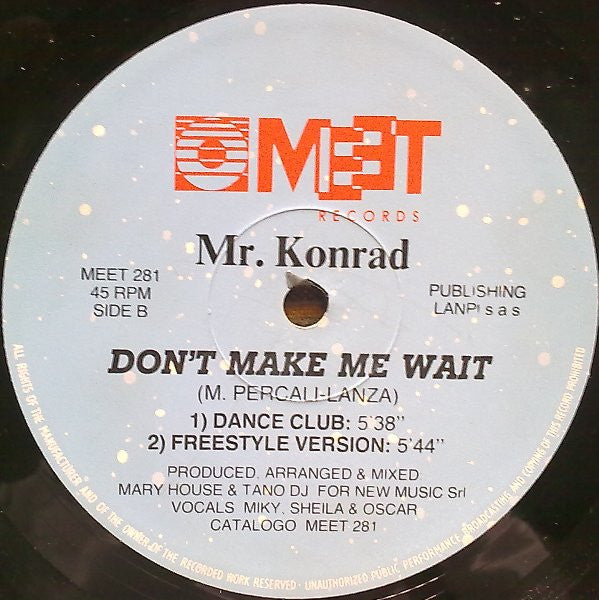 MEET
RECORDS
Mr. Konrad
MEET 281
45 RPM
SIDE B
PUBLISHING
LANPI s a s
DON'T MAKE ME WAIT
(M. PERCALI-LANZA)
1) DANCE CLUB: 5'38''
2) FREESTYLE VERSION: 5'44''
PRODUCED, ARRANGED & MIXED
MARY HOUSE & TANO DJ FOR NEW MUSIC Srl
VOCALS MIKY, SHEILA & OSCAR
CATALOGO MEET 281
ALL RIGHTS OF THE MANUFACTURER AND OF THE OWNER OF THE RECORDED WORK RESERVED · UNAUTHORIZED PUBLIC PERFORMANCE BROADCASTING AND COPYING OF THIS RECORD PROHIBITED